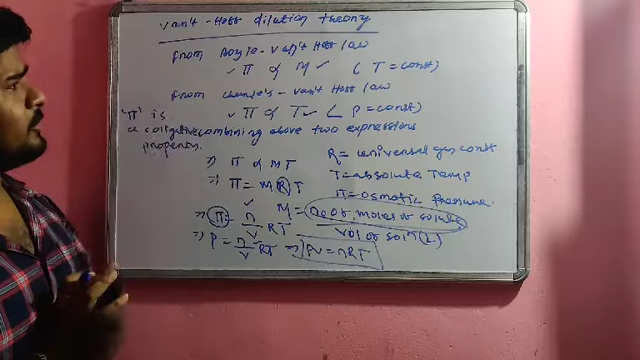 Van't-Hoff dilution theory
from Boyle-Van't Hoff law
✓ π ∝ M ✓ ( T = const)
from Charle's-Van't Hoff law
✓ π ∝ T ✓ ( P = const)
'π' is
a colligative
property.
combining above two expressions
⇒ π ∝ MT
⇒ π = MRT
⇒ π = n/v RT
⇒ P = n/v RT ⇒ PV = nRT
R = universal gas const
T = absolute Temp
π = osmotic pressure.
M = no of moles of solute
vol of solⁿ (L)